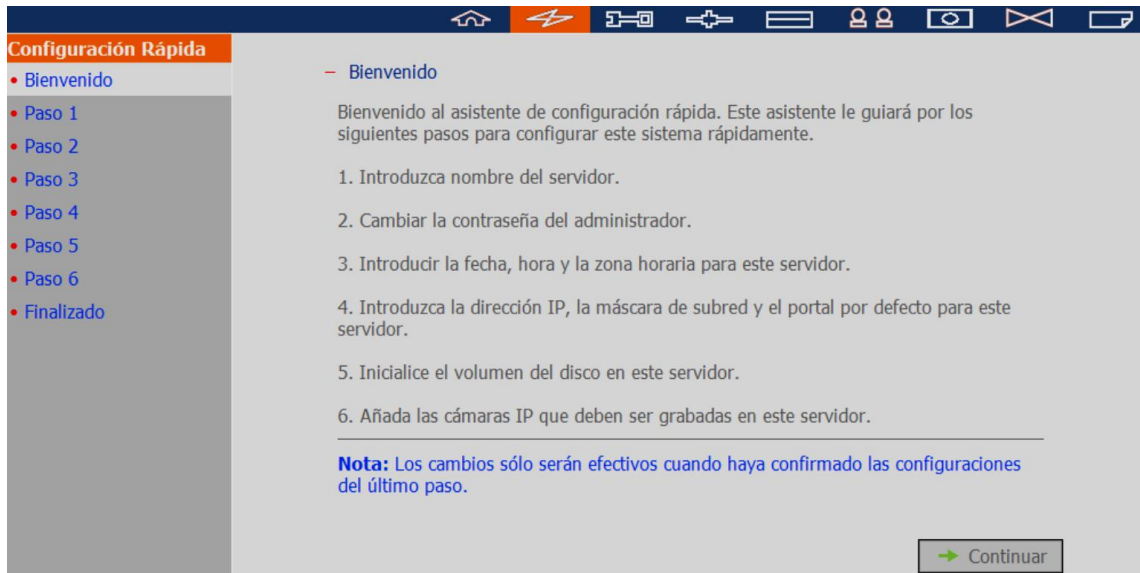 Configuración Rápida
• Bienvenido
• Paso 1
• Paso 2
• Paso 3
• Paso 4
• Paso 5
• Paso 6
• Finalizado
– Bienvenido
Bienvenido al asistente de configuración rápida. Este asistente le guiará por los
siguientes pasos para configurar este sistema rápidamente.
1. Introduzca nombre del servidor.
2. Cambiar la contraseña del administrador.
3. Introducir la fecha, hora y la zona horaria para este servidor.
4. Introduzca la dirección IP, la máscara de subred y el portal por defecto para este
servidor.
5. Inicialice el volumen del disco en este servidor.
6. Añada las cámaras IP que deben ser grabadas en este servidor.
Nota: Los cambios sólo serán efectivos cuando haya confirmado las configuraciones
del último paso.
Continuar